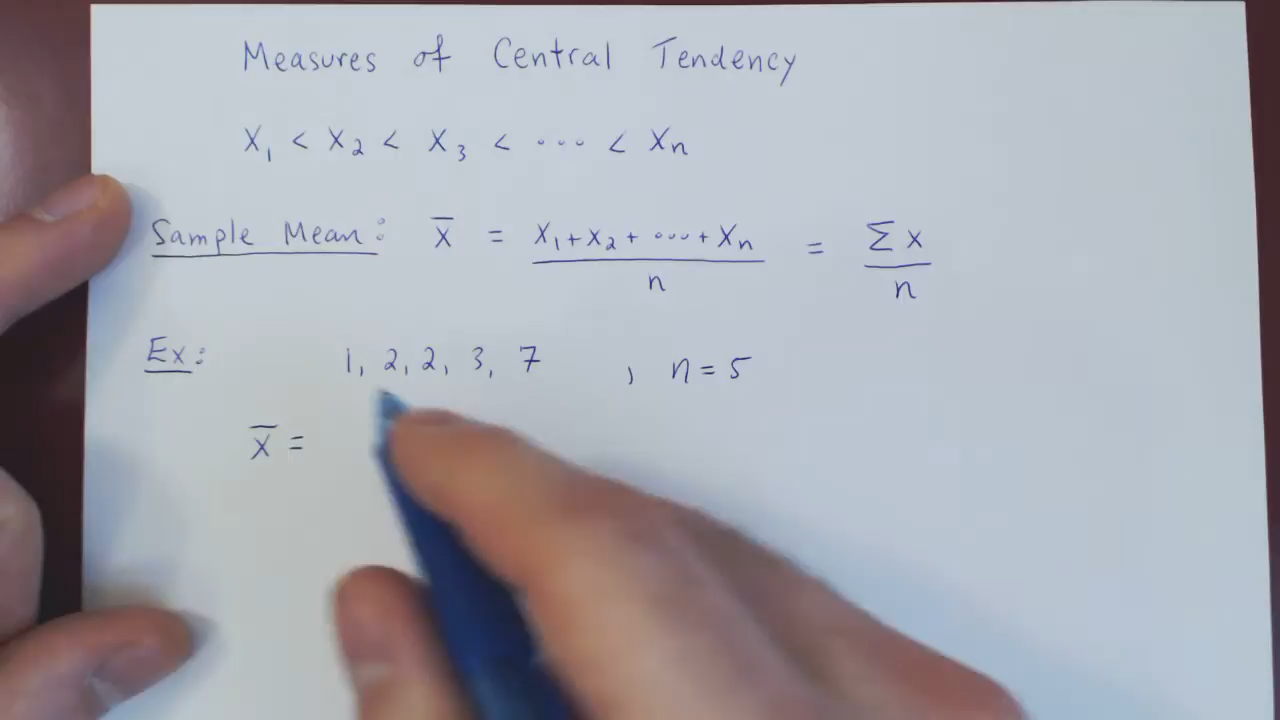 Measures of Central Tendency
X₁ < X₂ < X₃ < ··· < Xn
Sample Mean: x̄ = (X₁+X₂+···+Xn)/n = Σx/n
Ex: 1, 2, 2, 3, 7 , n = 5
x̄ =